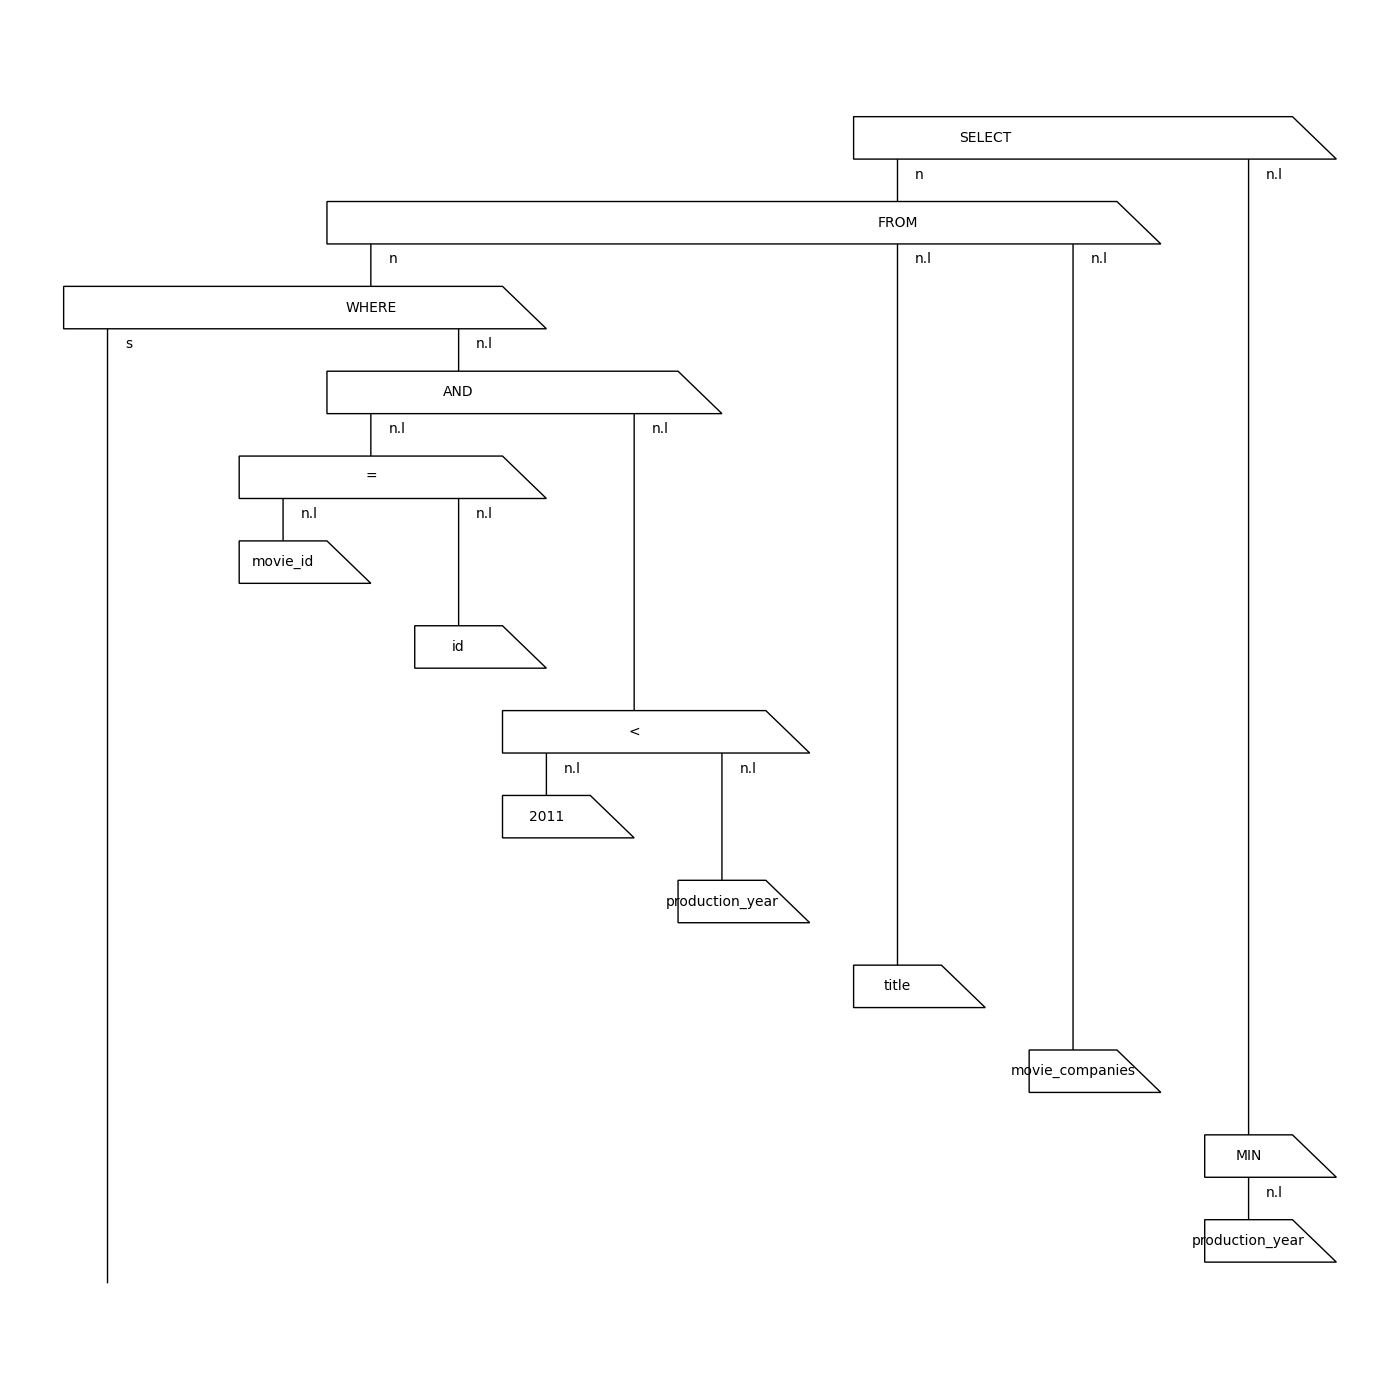 SELECT
n n.l
FROM
n n.l n.l
WHERE
s n.l
AND
n.l n.l
=
n.l n.l
movie_id
id
<
n.l n.l
2011
production_year
title
movie_companies
MIN
n.l
production_year